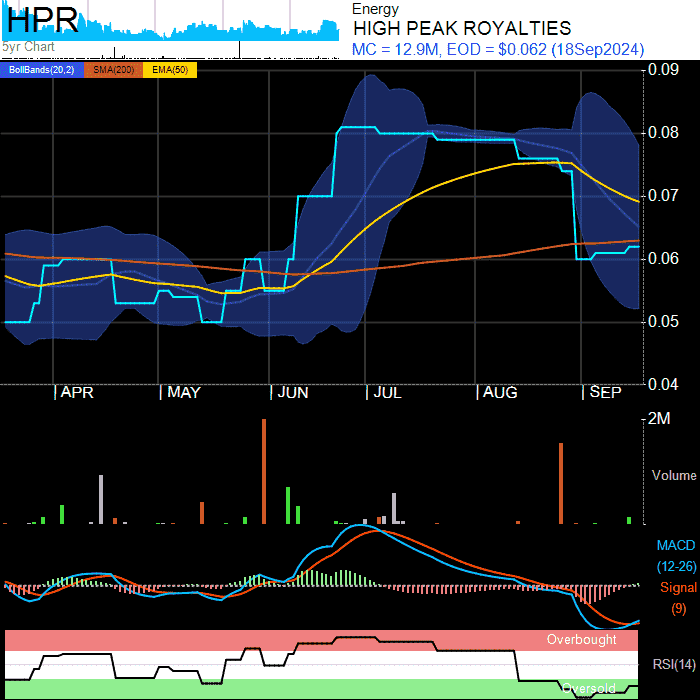 HPR
5yr Chart
Energy
HIGH PEAK ROYALTIES
MC = 12.9M, EOD = $0.062 (18Sep2024)
BollBands(20,2) SMA(200) EMA(50)
0.09
0.08
0.07
0.06
0.05
0.04
APR MAY JUN JUL AUG SEP
2M
Volume
MACD
(12-26)
Signal
(9)
Overbought
RSI(14)
Oversold